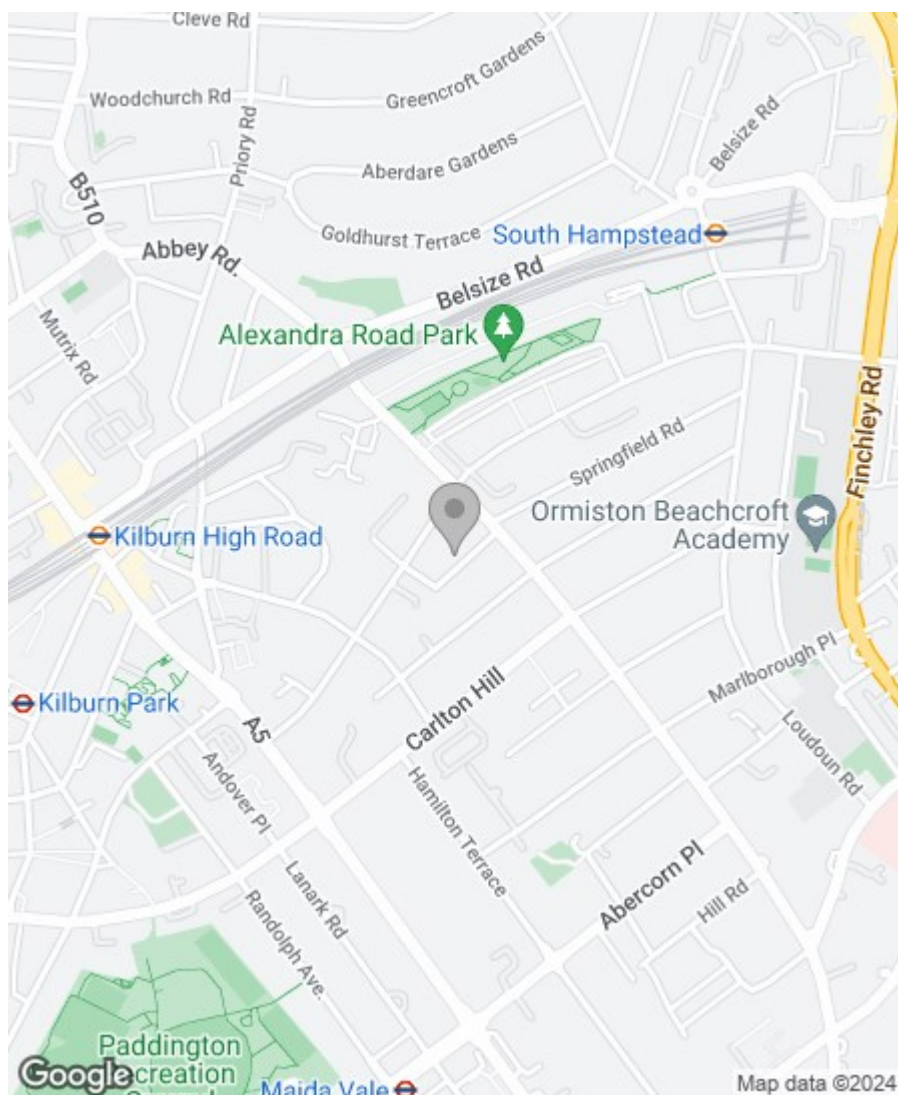 Cleve Rd
Greencroft Gardens
Woodchurch Rd
Priory Rd
Belsize Rd
Aberdare Gardens
B510
Goldhurst Terrace
South Hampstead
Abbey Rd.
Belsize Rd
Mutrix Rd
Alexandra Road Park
Finchley Rd
Springfield Rd
Ormiston Beachcroft
Academy
Kilburn High Road
Marlborough Pl
Kilburn Park
Carlton Hill
A5
Loudoun Rd
Andover Pl
Hamilton Terrace
Lanark Rd
Abercorn Pl
Hill Rd
Randolph Ave.
Paddington
creation
Google
Maida Vale
Map data ©2024